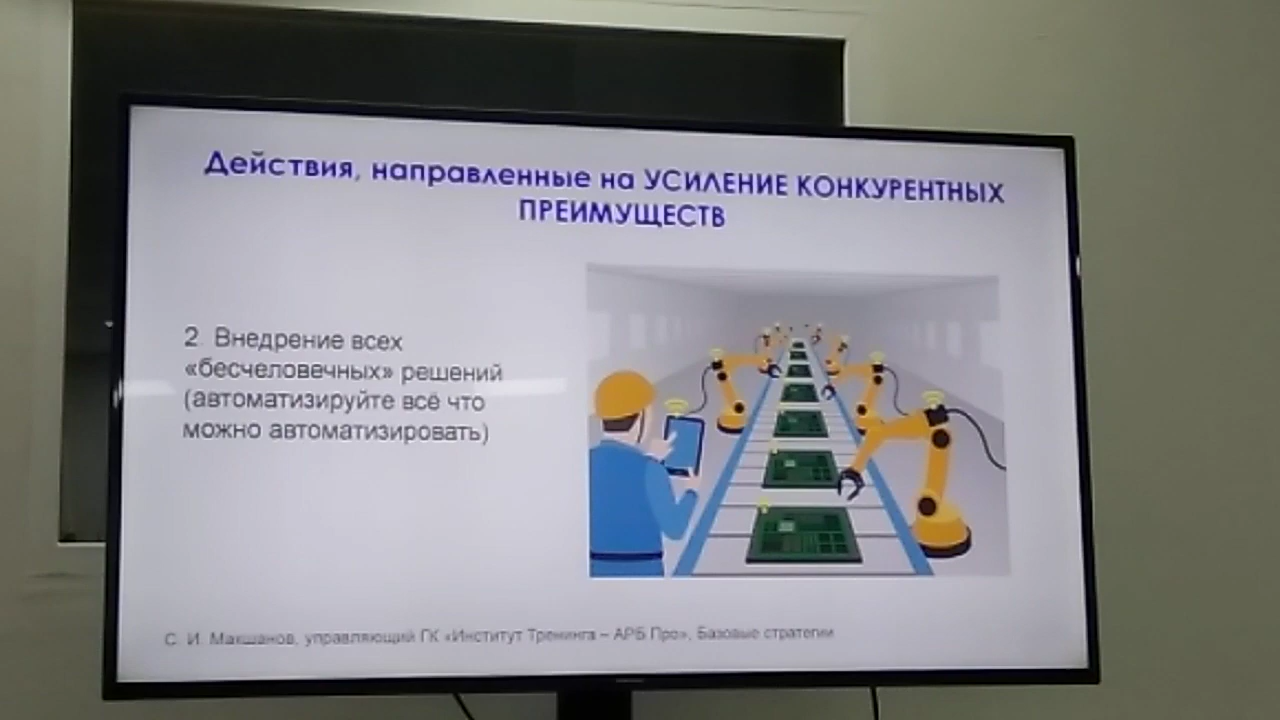 Действия, направленные на УСИЛЕНИЕ КОНКУРЕНТНЫХ
ПРЕИМУЩЕСТВ
2. Внедрение всех
«бесчеловечных» решений
(автоматизируйте всё что
можно автоматизировать)
С. И. Макшанов, управляющий ГК «Институт Тренинга – АРБ Про», Базовые стратегии